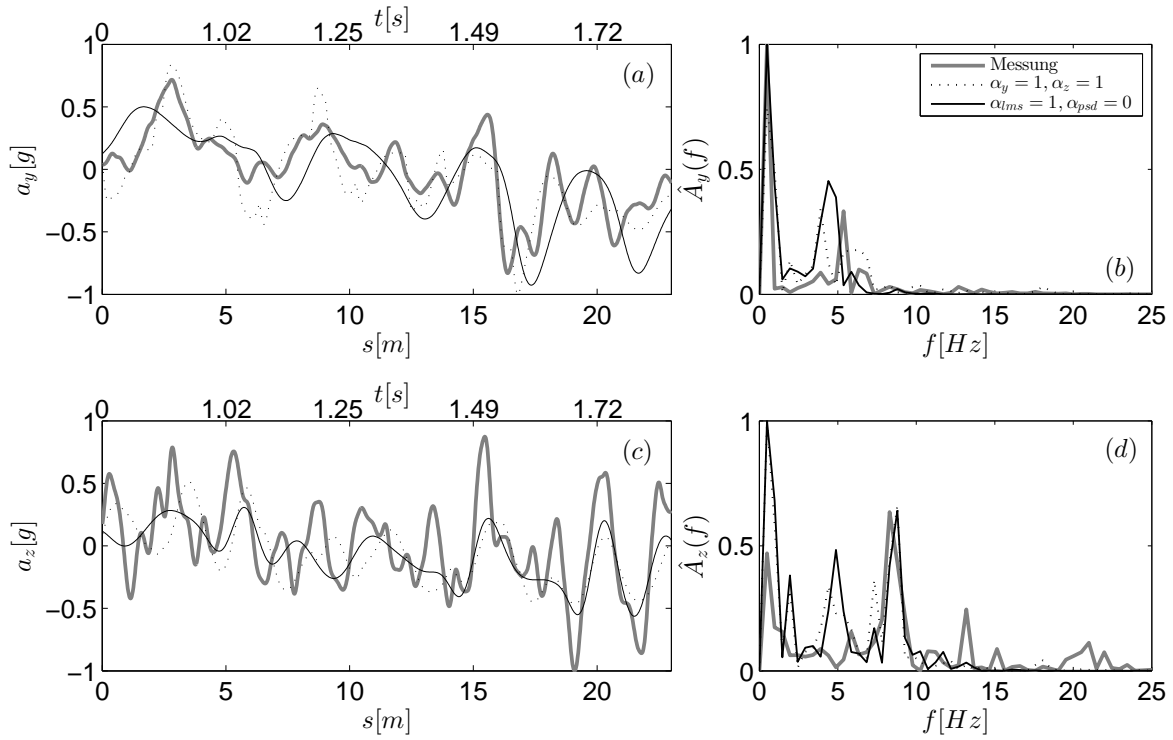 t[s]
0 1.02 1.25 1.49 1.72
1
0.5
0
−0.5
−1
a_y[g]
(a)
0 5 10 15 20
s[m]
1
0.5
0
Â_y(f)
Messung
α_y = 1, α_z = 1
α_lms = 1, α_psd = 0
(b)
0 5 10 15 20 25
f[Hz]
t[s]
0 1.02 1.25 1.49 1.72
1
0.5
0
−0.5
−1
a_z[g]
(c)
0 5 10 15 20
s[m]
1
0.5
0
Â_z(f)
(d)
0 5 10 15 20 25
f[Hz]